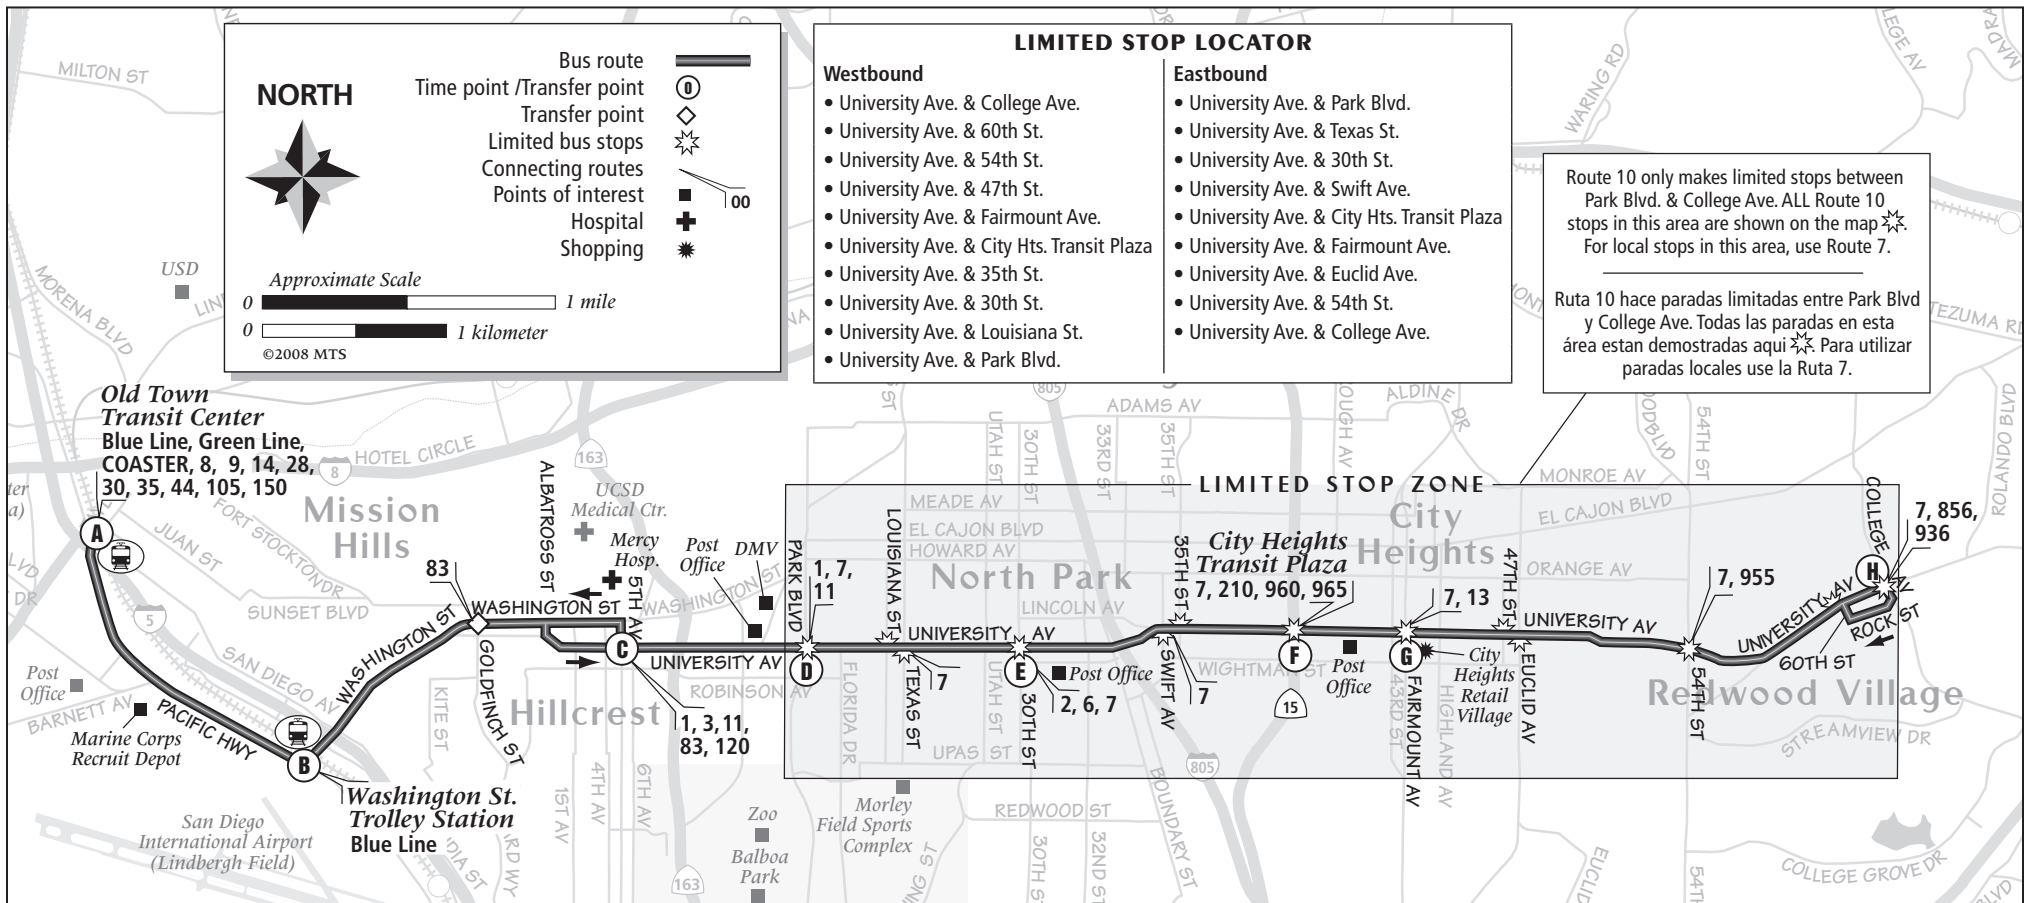 NORTH
Bus route
Time point /Transfer point
0
Transfer point
Limited bus stops
Connecting routes
00
Points of interest
Hospital
Shopping
Approximate Scale
0
1 mile
0
1 kilometer
©2008 MTS
LIMITED STOP LOCATOR
Westbound
• University Ave. & College Ave.
• University Ave. & 60th St.
• University Ave. & 54th St.
• University Ave. & 47th St.
• University Ave. & Fairmount Ave.
• University Ave. & City Hts. Transit Plaza
• University Ave. & 35th St.
• University Ave. & 30th St.
• University Ave. & Louisiana St.
• University Ave. & Park Blvd.
Eastbound
• University Ave. & Park Blvd.
• University Ave. & Texas St.
• University Ave. & 30th St.
• University Ave. & Swift Ave.
• University Ave. & City Hts. Transit Plaza
• University Ave. & Fairmount Ave.
• University Ave. & Euclid Ave.
• University Ave. & 54th St.
• University Ave. & College Ave.
Route 10 only makes limited stops between
Park Blvd. & College Ave. ALL Route 10
stops in this area are shown on the map .
For local stops in this area, use Route 7.
Ruta 10 hace paradas limitadas entre Park Blvd
y College Ave. Todas las paradas en esta
área estan demostradas aqui . Para utilizar
paradas locales use la Ruta 7.
MILTON ST
MORENA BLVD
USD
WARING RD
EGE AV
TEZUMA RD
ROLANDO BLVD
Old Town
Transit Center
Blue Line, Green Line,
COASTER, 8, 9, 14, 28,
30, 35, 44, 105, 150
A
8
HOTEL CIRCLE
163
Mission
Hills
JUAN ST
FORT STOCKTON DR
SUNSET BLVD
5
SAN DIEGO AV
Post
Office
BARNETT AV
Marine Corps
Recruit Depot
PACIFIC HWY
B
Washington St.
Trolley Station
Blue Line
San Diego
International Airport
(Lindbergh Field)
WASHINGTON ST
83
WASHINGTON ST
GOLDFINCH ST
KITE ST
ALBATROSS ST
UCSD
Medical Ctr.
Mercy
Hosp.
5TH AV
WASHINGTON ST
Hillcrest
C
1, 3, 11,
83, 120
1ST AV
4TH AV
6TH AV
163
UNIVERSITY AV
ROBINSON AV
Post
Office
DMV
PARK BLVD
1, 7,
11
D
FLORIDA DR
Zoo
Balboa
Park
Morley
Field Sports
Complex
LIMITED STOP ZONE
805
ADAMS AV
UTAH ST
30TH ST
33RD ST
35TH ST
ALDINE DR
54TH ST
MONROE AV
MEADE AV
EL CAJON BLVD
HOWARD AV
EL CAJON BLVD
ORANGE AV
North Park
LINCOLN AV
LOUISIANA ST
UNIVERSITY AV
TEXAS ST
7
UTAH ST
E
30TH ST
Post Office
2, 6, 7
UPAS ST
REDWOOD ST
30TH S
32ND ST
BOUNDARY ST
35TH ST
SWIFT AV
7
805
City Heights
Transit Plaza
7, 210, 960, 965
City
Heights
F
WIGHTMAN ST
15
Post
Office
7, 13
G
43RD ST
FAIRMOUNT AV
HIGHLAND AV
City
Heights
Retail
Village
47TH ST
UNIVERSITY AV
EUCLID AV
EUCLID
7, 955
54TH ST
54TH
Redwood Village
UNIVERSITY AV
60TH ST
ROCK ST
COLLEGE AV
H
7, 856,
936
STREAMVIEW DR
COLLEGE GROVE DR